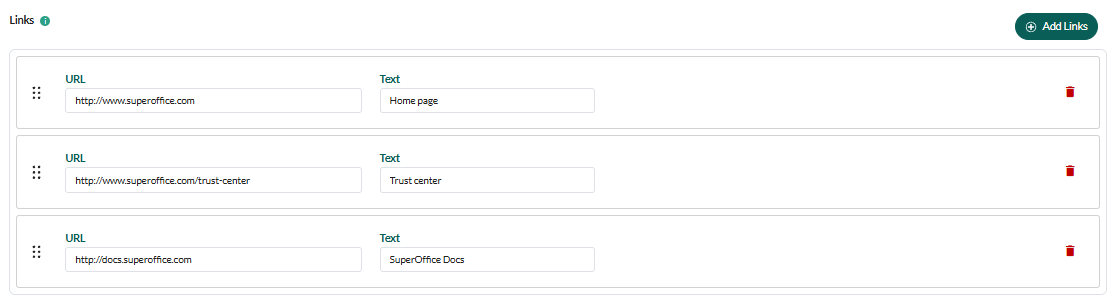 Links
Add Links
URL Text
http://www.superoffice.com Home page
URL Text
http://www.superoffice.com/trust-center Trust center
URL Text
http://docs.superoffice.com SuperOffice Docs